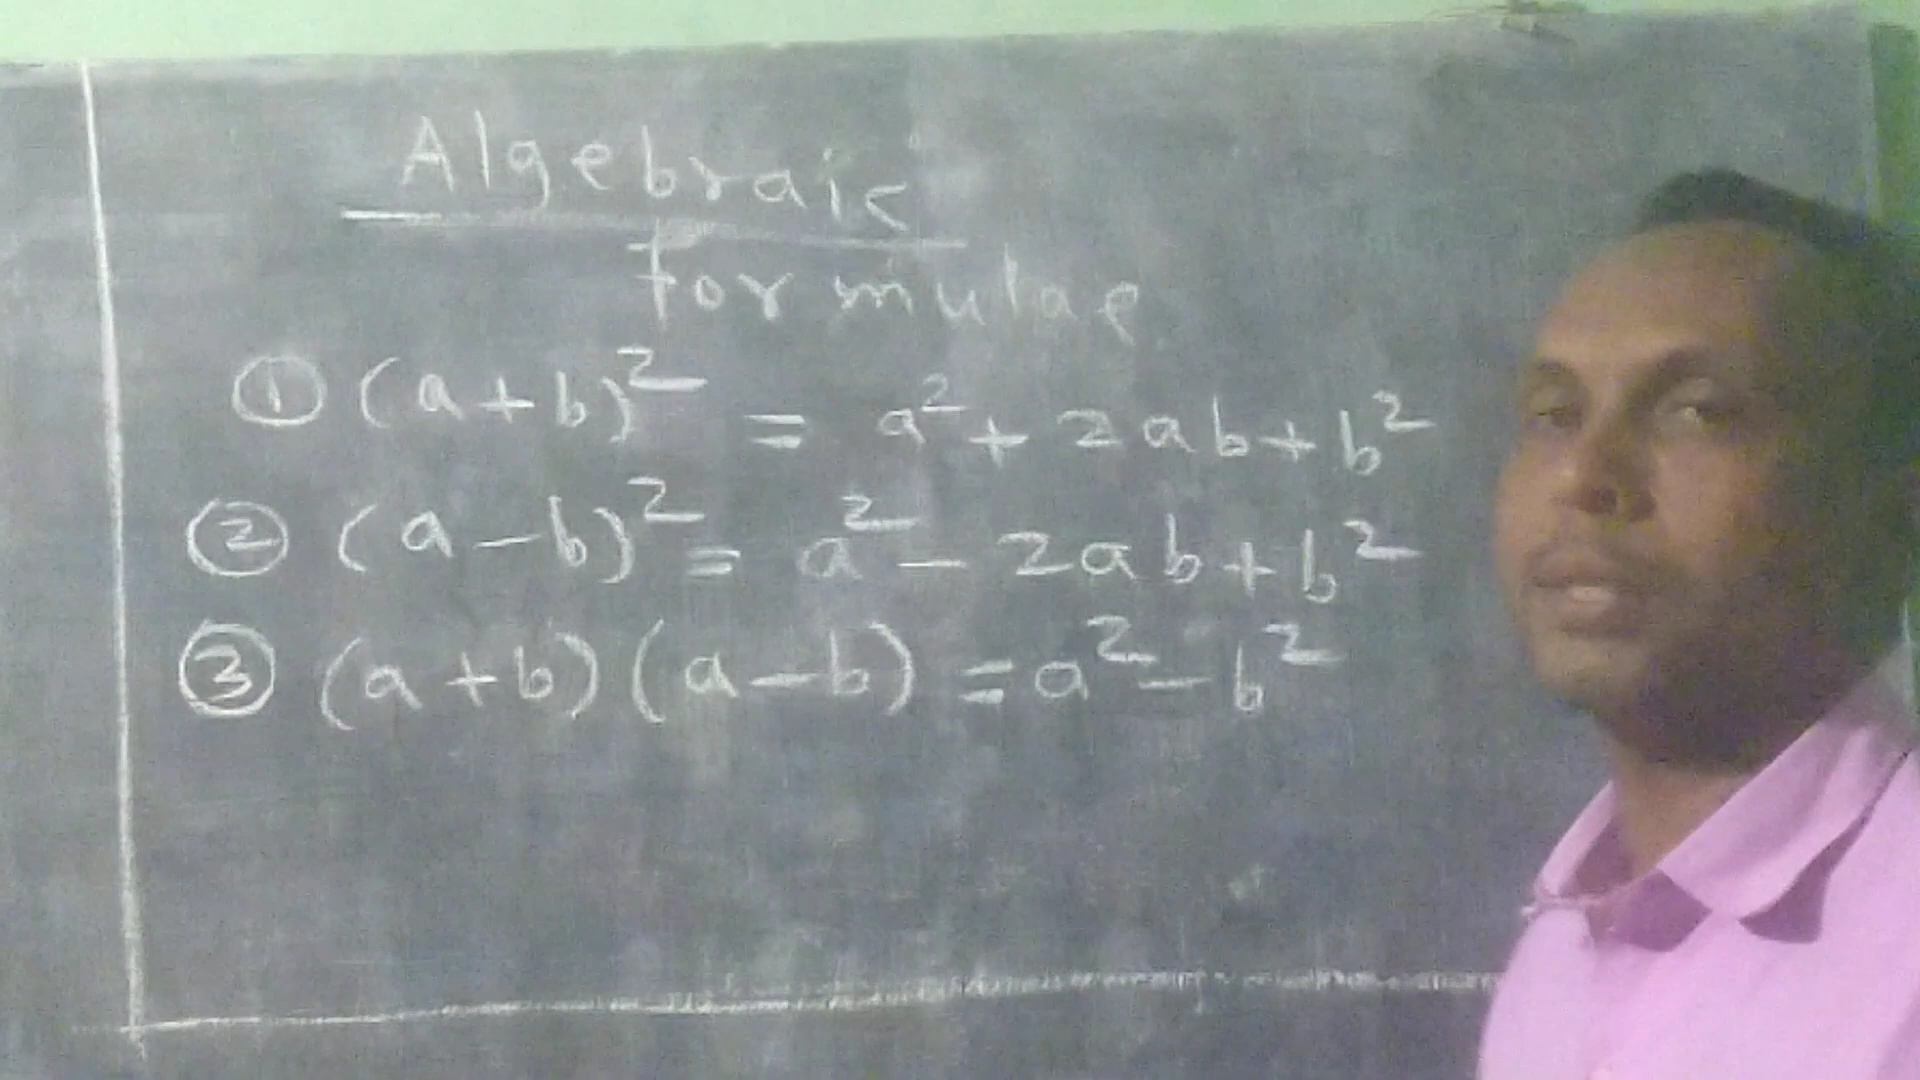 Algebraic
formulae
① (a+b)² = a² + 2ab + b²
② (a-b)² = a² - 2ab + b²
③ (a+b)(a-b) = a² - b²